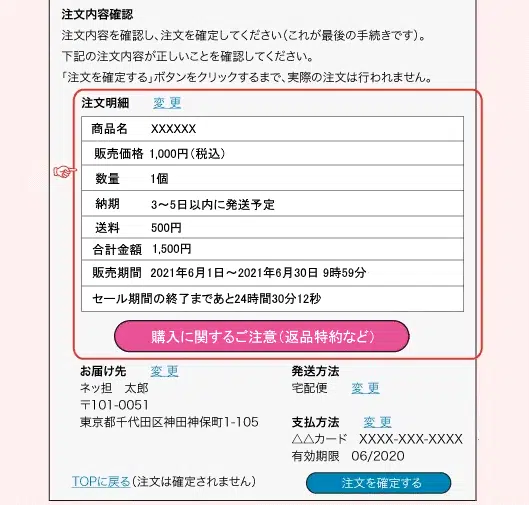 注文内容確認
注文内容を確認し、注文を確定してください（これが最後の手続きです）。
下記の注文内容が正しいことを確認してください。
「注文を確定する」ボタンをクリックするまで、実際の注文は行われません。
注文明細 変 更
商品名 XXXXXX
販売価格 1,000円（税込）
数量 1個
納期 3～5日以内に発送予定
送料 500円
合計金額 1,500円
販売期間 2021年6月1日～2021年6月30日 9時59分
セール期間の終了まであと24時間30分12秒
購入に関するご注意（返品特約など）
お届け先 変 更
ネッ担 太郎
〒101-0051
東京都千代田区神田神保町1-105
発送方法
宅配便 変 更
支払方法 変 更
△△カード XXXX-XXX-XXXX
有効期限 06/2020
TOPに戻る（注文は確定されません）
注文を確定する